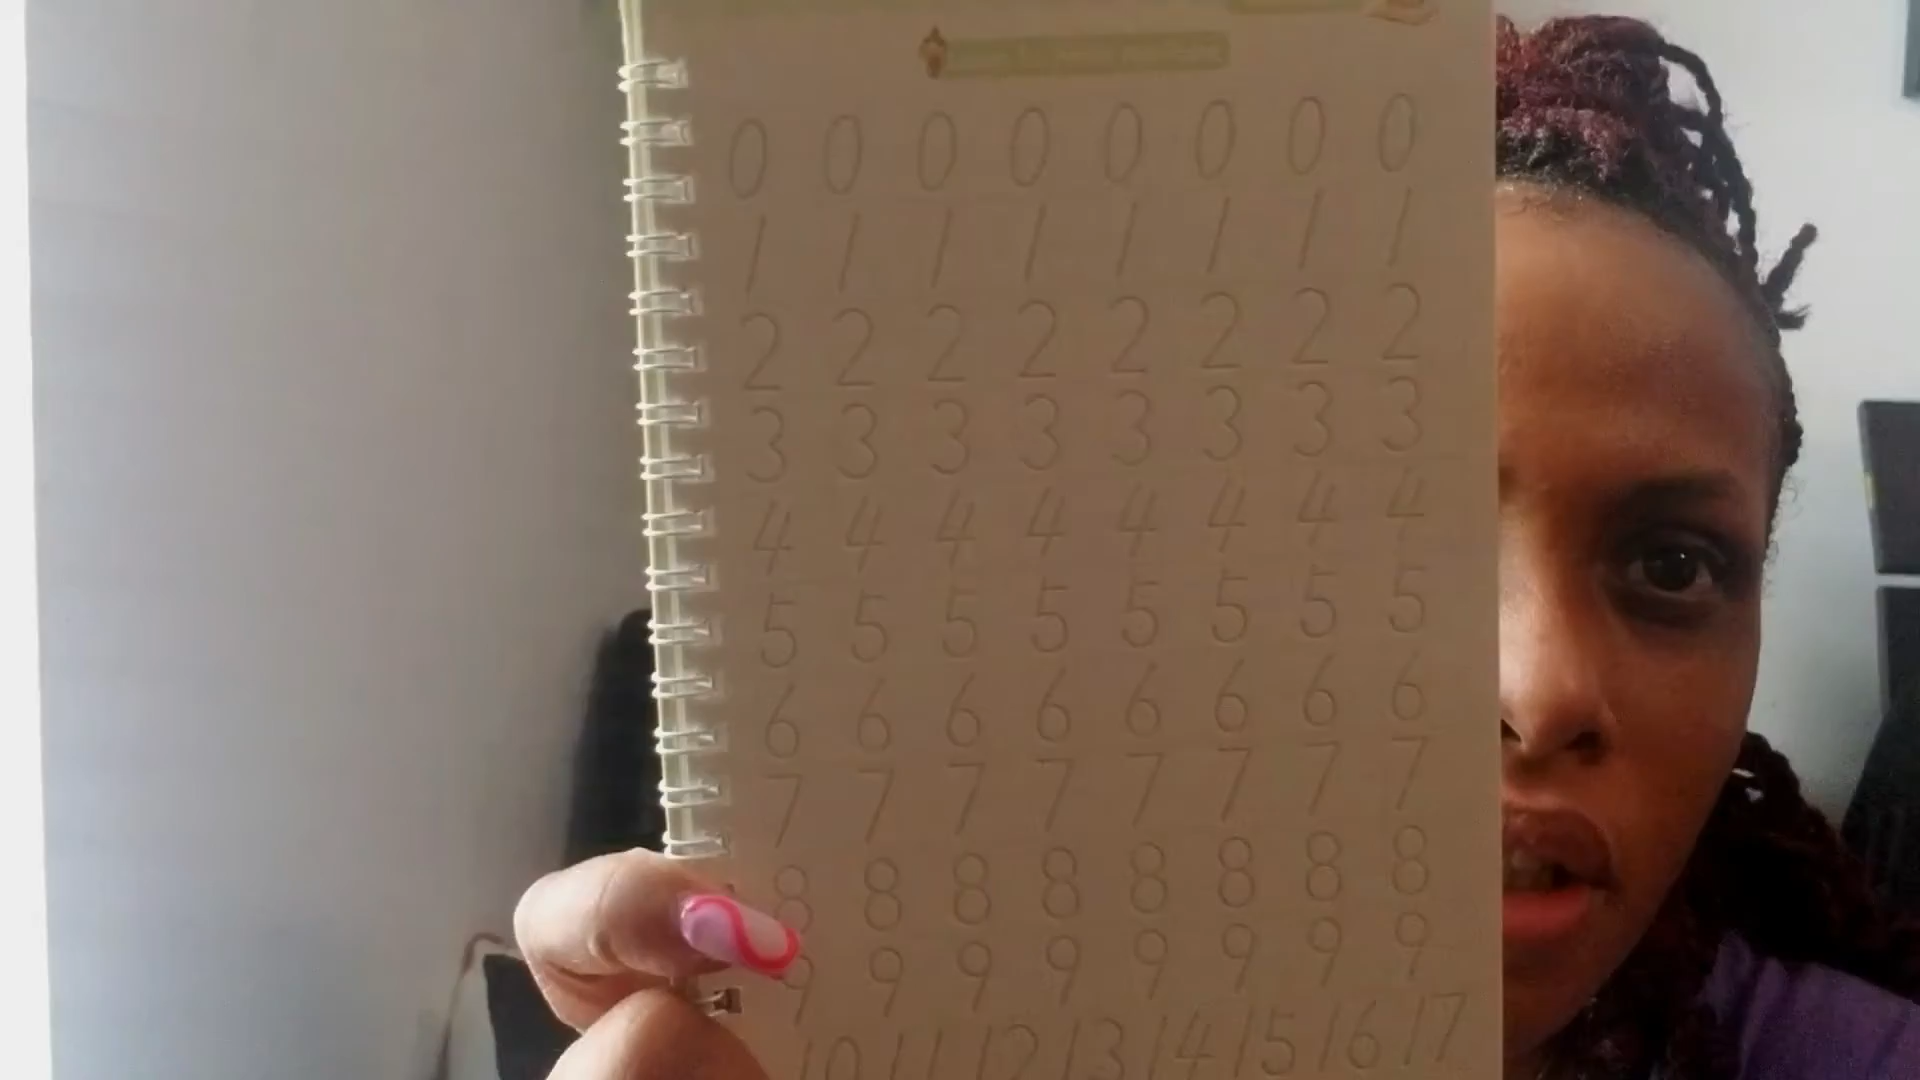 0 0 0 0 0 0 0 0
1 1 1 1 1 1 1 1
2 2 2 2 2 2 2 2
3 3 3 3 3 3 3 3
4 4 4 4 4 4 4 4
5 5 5 5 5 5 5 5
6 6 6 6 6 6 6 6
7 7 7 7 7 7 7 7
8 8 8 8 8 8 8 8
9 9 9 9 9 9 9 9
10 11 12 13 14 15 16 17